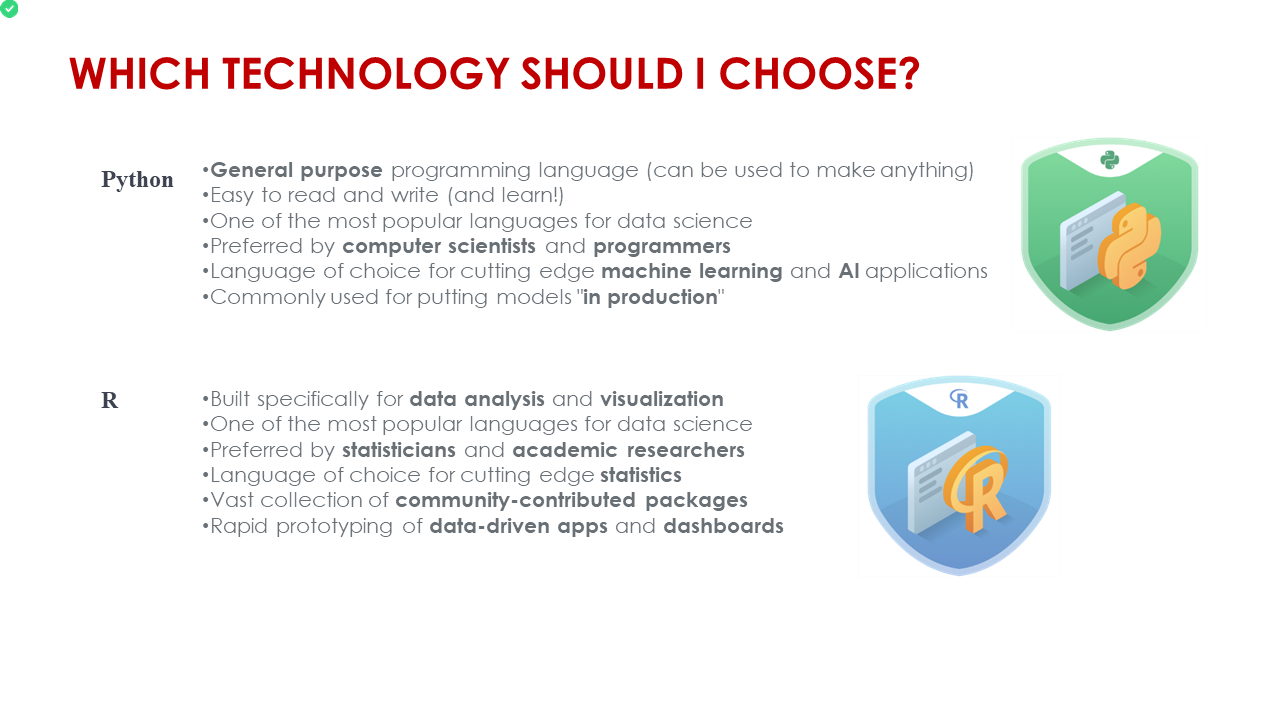 WHICH TECHNOLOGY SHOULD I CHOOSE?
Python
•General purpose programming language (can be used to make anything)
•Easy to read and write (and learn!)
•One of the most popular languages for data science
•Preferred by computer scientists and programmers
•Language of choice for cutting edge machine learning and AI applications
•Commonly used for putting models "in production"
R
•Built specifically for data analysis and visualization
•One of the most popular languages for data science
•Preferred by statisticians and academic researchers
•Language of choice for cutting edge statistics
•Vast collection of community-contributed packages
•Rapid prototyping of data-driven apps and dashboards
R
R